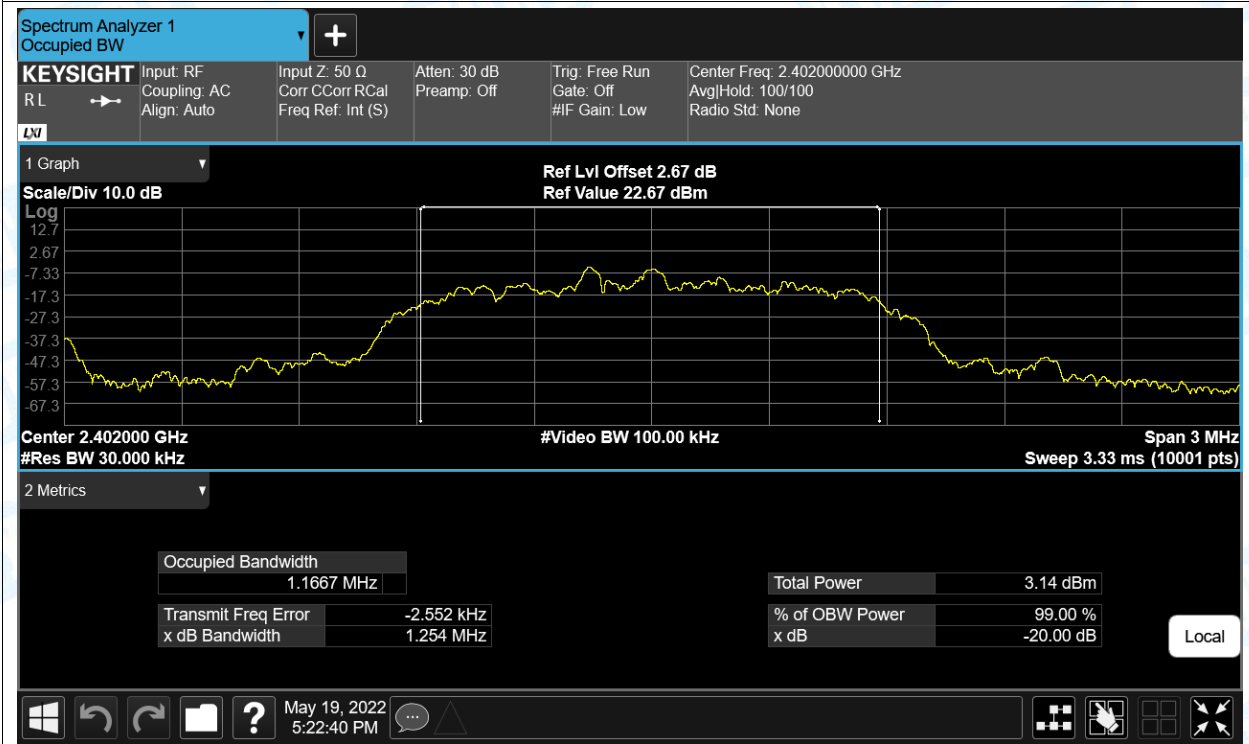 Spectrum Analyzer 1
Occupied BW
KEYSIGHT
R L
LXI
Input: RF
Coupling: AC
Align: Auto
Input Z: 50 Ω
Corr CCorr RCal
Freq Ref: Int (S)
Atten: 30 dB
Preamp: Off
Trig: Free Run
Gate: Off
#IF Gain: Low
Center Freq: 2.402000000 GHz
Avg|Hold: 100/100
Radio Std: None
1 Graph
Scale/Div 10.0 dB
Ref Lvl Offset 2.67 dB
Ref Value 22.67 dBm
Log
12.7
2.67
-7.33
-17.3
-27.3
-37.3
-47.3
-57.3
-67.3
Center 2.402000 GHz
#Video BW 100.00 kHz
Span 3 MHz
#Res BW 30.000 kHz
Sweep 3.33 ms (10001 pts)
2 Metrics
Occupied Bandwidth
1.1667 MHz
Total Power 3.14 dBm
Transmit Freq Error -2.552 kHz
% of OBW Power 99.00 %
x dB Bandwidth 1.254 MHz
x dB -20.00 dB
Local
?
May 19, 2022
5:22:40 PM